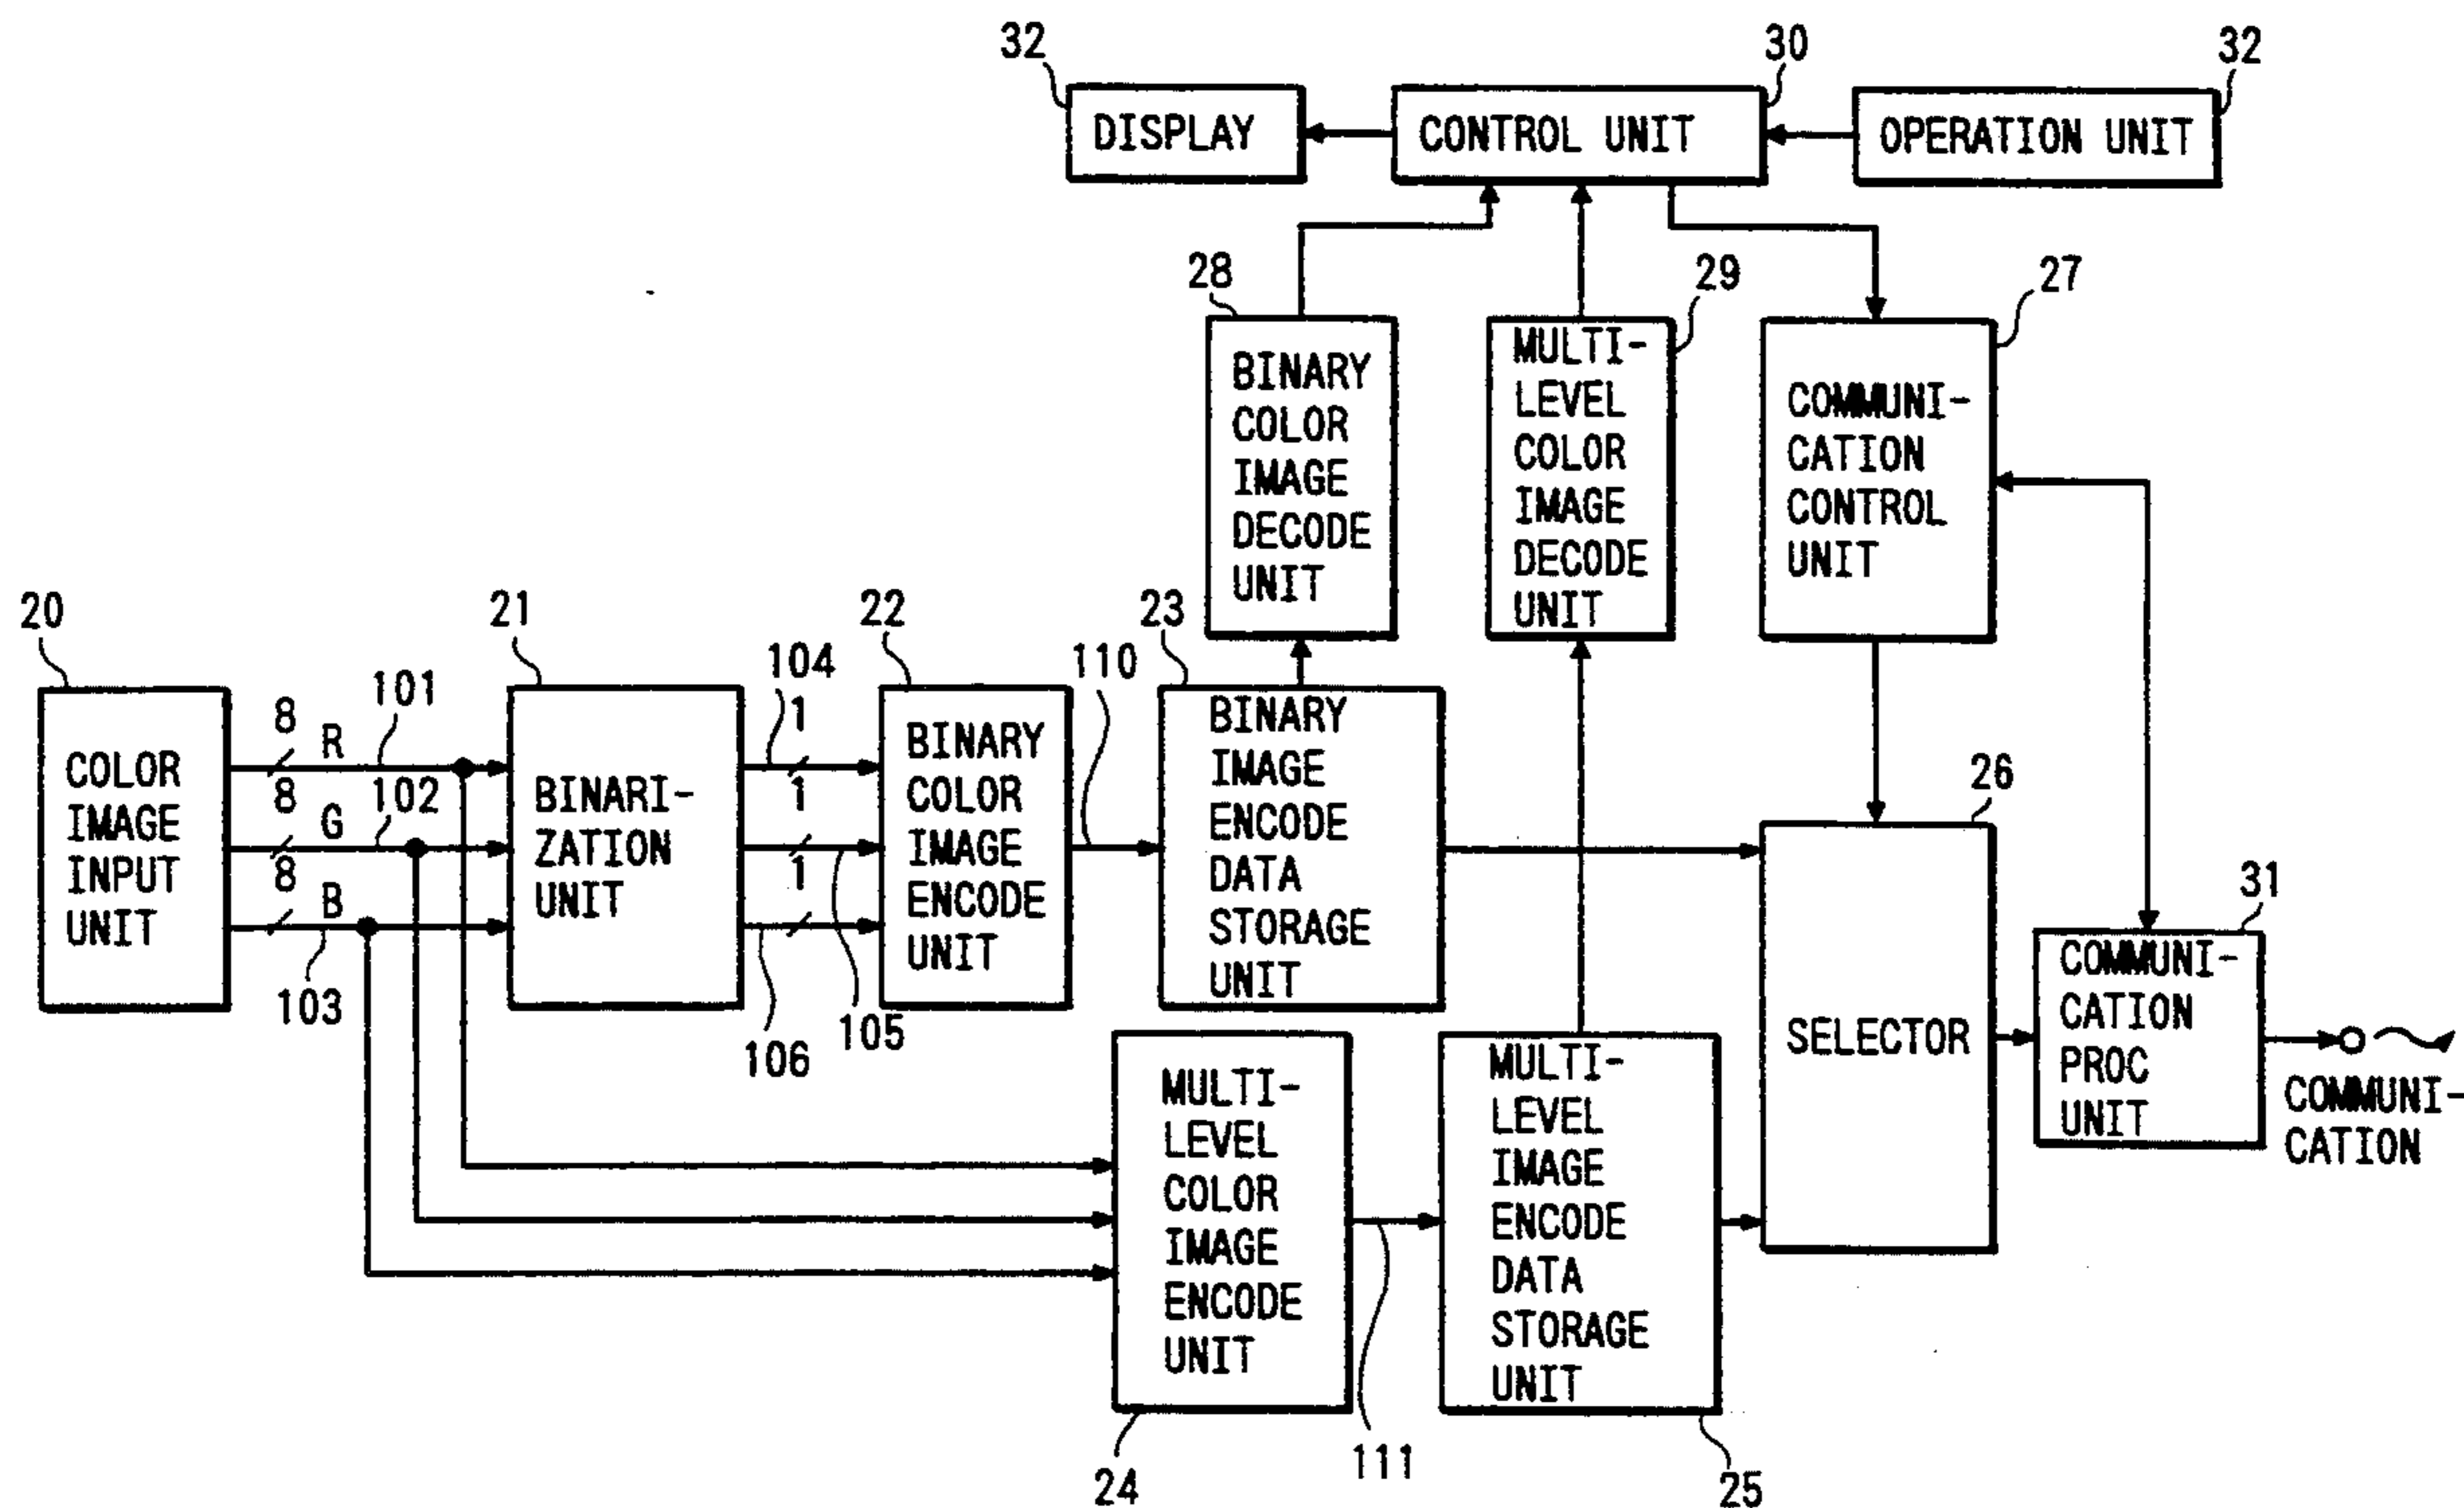 32
30
32
DISPLAY
CONTROL UNIT
OPERATION UNIT
28
29
27
BINARY
COLOR
IMAGE
DECODE
UNIT
MULTI-
LEVEL
COLOR
IMAGE
DECODE
UNIT
COMMUNI-
CATION
CONTROL
UNIT
20
21
22
23
26
31
COLOR
IMAGE
INPUT
UNIT
8
R
101
8
G
102
8
B
103
BINARI-
ZATION
UNIT
104
1
1
1
105
106
BINARY
COLOR
IMAGE
ENCODE
UNIT
110
BINARY
IMAGE
ENCODE
DATA
STORAGE
UNIT
SELECTOR
COMMUNI-
CATION
PROC
UNIT
COMMUNI-
CATION
MULTI-
LEVEL
COLOR
IMAGE
ENCODE
UNIT
24
111
MULTI-
LEVEL
IMAGE
ENCODE
DATA
STORAGE
UNIT
25